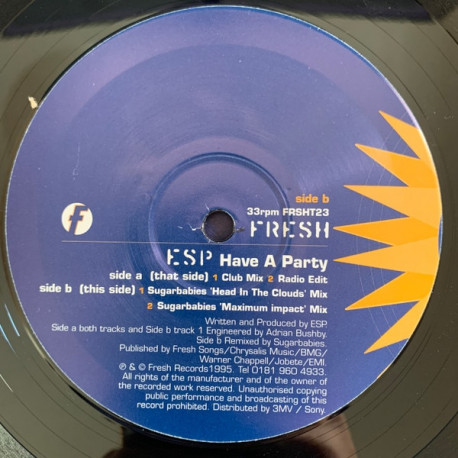 side b
33rpm FRSHT23
FRESH
f
ESP Have A Party
side a (that side) 1 Club Mix 2 Radio Edit
side b (this side) 1 Sugarbabies 'Head In The Clouds' Mix
2 Sugarbabies 'Maximum impact' Mix
Written and Produced by ESP.
Side a both tracks and Side b track 1 Engineered by Adrian Bushby.
Side b Remixed by Sugarbabies.
Published by Fresh Songs/Chrysalis Music/BMG/
Warner Chappell/Jobete/EMI.
℗ & © Fresh Records1995. Tel 0181 960 4933.
All rights of the manufacturer and of the owner of
the recorded work reserved. Unauthorised copying
public performance and broadcasting of this
record prohibited. Distributed by 3MV / Sony.